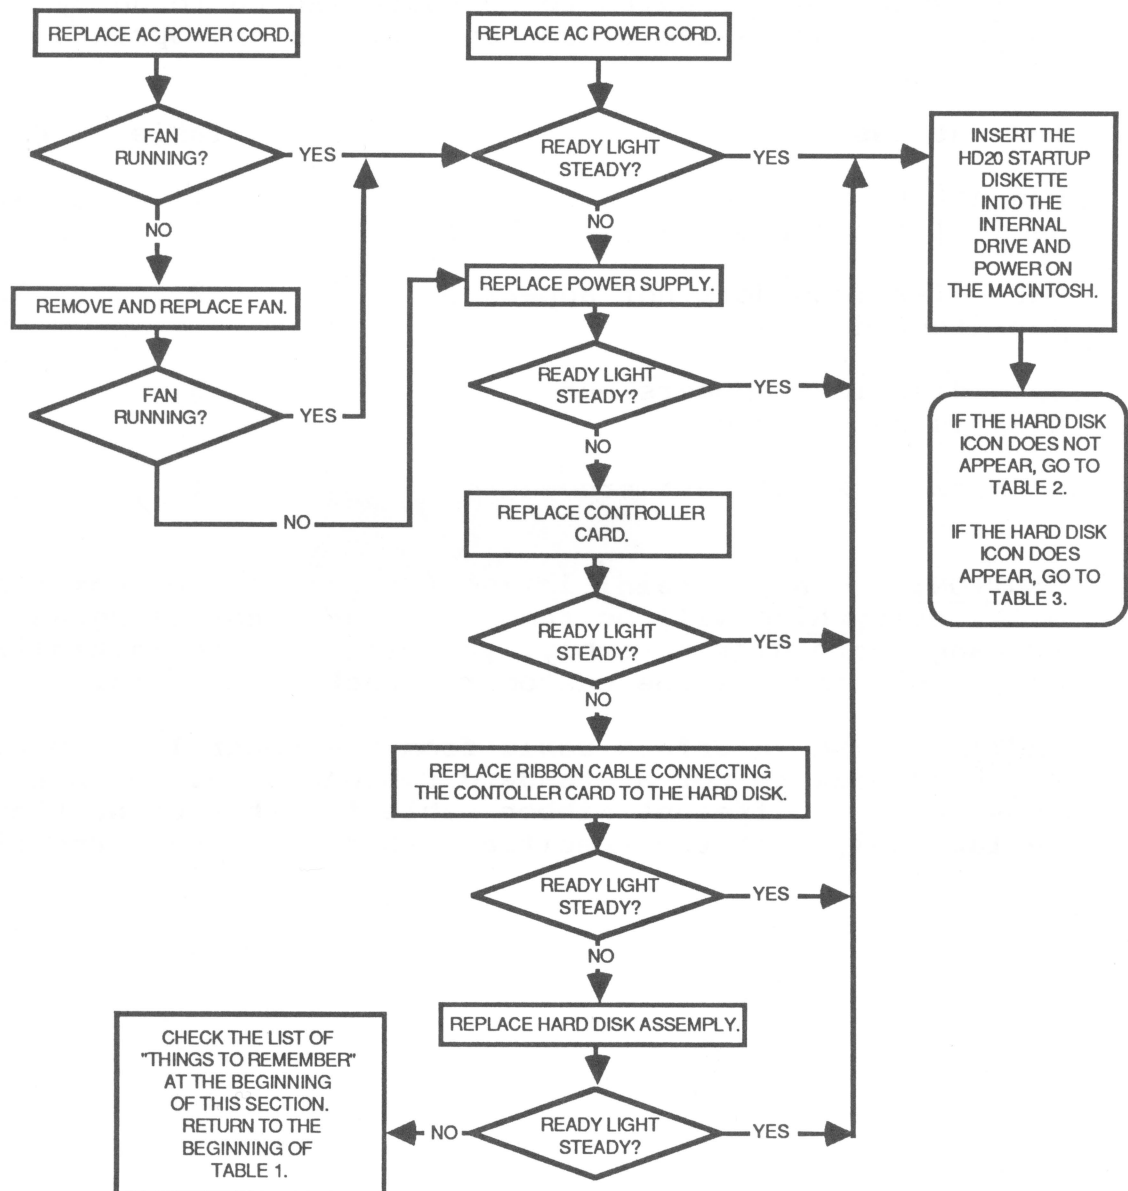 REPLACE AC POWER CORD.
FAN
RUNNING?
YES
NO
REMOVE AND REPLACE FAN.
FAN
RUNNING?
YES
NO
REPLACE AC POWER CORD.
READY LIGHT
STEADY?
YES
NO
REPLACE POWER SUPPLY.
READY LIGHT
STEADY?
YES
NO
REPLACE CONTROLLER
CARD.
READY LIGHT
STEADY?
YES
NO
REPLACE RIBBON CABLE CONNECTING
THE CONTOLLER CARD TO THE HARD DISK.
READY LIGHT
STEADY?
YES
NO
REPLACE HARD DISK ASSEMPLY.
READY LIGHT
STEADY?
YES
NO
CHECK THE LIST OF
"THINGS TO REMEMBER"
AT THE BEGINNING
OF THIS SECTION.
RETURN TO THE
BEGINNING OF
TABLE 1.
INSERT THE
HD20 STARTUP
DISKETTE
INTO THE
INTERNAL
DRIVE AND
POWER ON
THE MACINTOSH.
IF THE HARD DISK
ICON DOES NOT
APPEAR, GO TO
TABLE 2.
IF THE HARD DISK
ICON DOES
APPEAR, GO TO
TABLE 3.